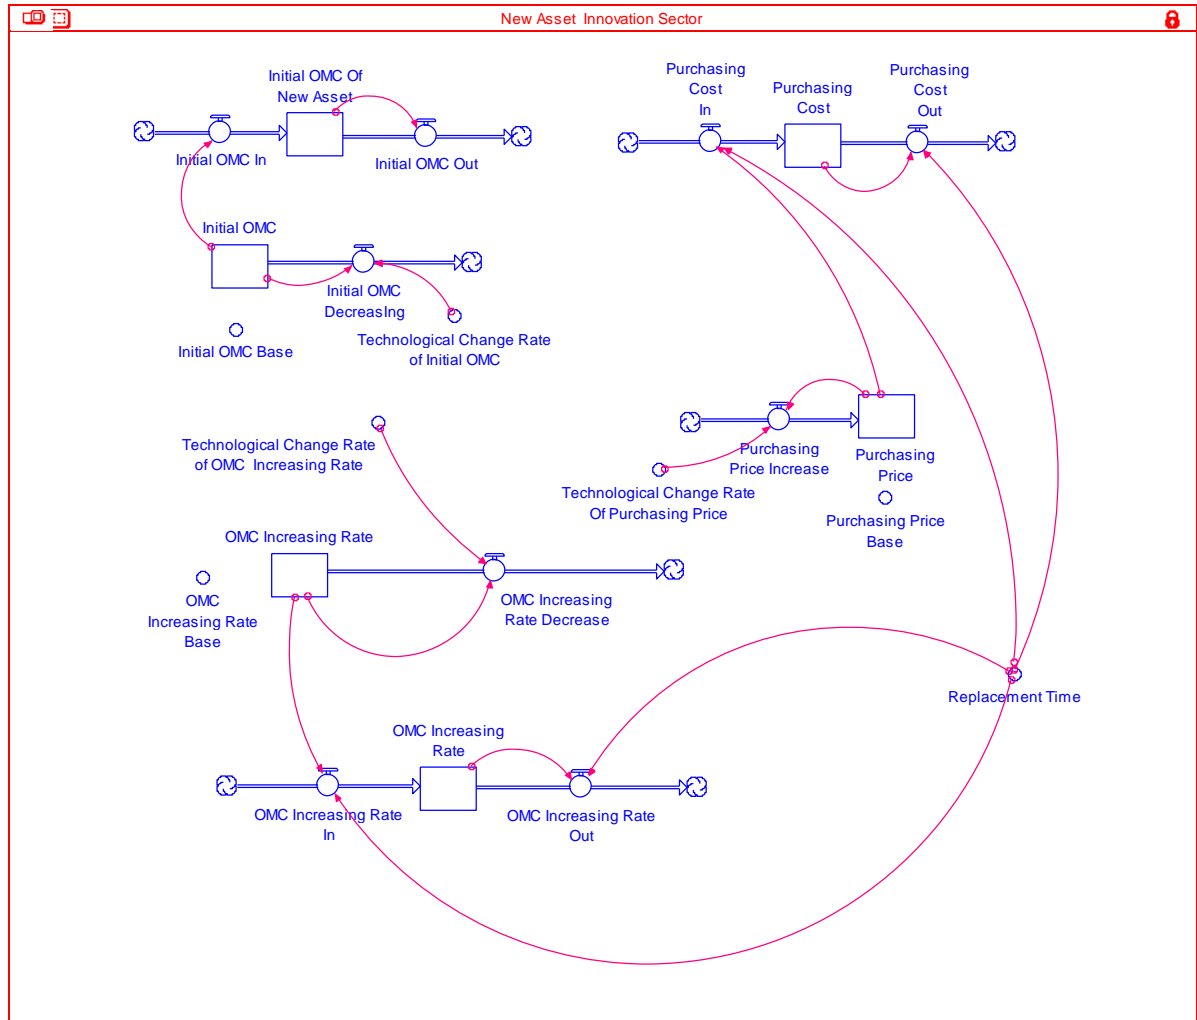 New Asset Innovation Sector
Initial OMC Of
New Asset
Initial OMC In
Initial OMC Out
Purchasing
Cost
In
Purchasing
Cost
Purchasing
Cost
Out
Initial OMC
Initial OMC
DecreasIng
Initial OMC Base
Technological Change Rate
of Initial OMC
Technological Change Rate
of OMC Increasing Rate
Purchasing
Price Increase
Purchasing
Price
Technological Change Rate
Of Purchasing Price
Purchasing Price
Base
OMC Increasing Rate
OMC
Increasing Rate
Base
OMC Increasing
Rate Decrease
Replacement Time
OMC Increasing
Rate
OMC Increasing Rate
In
OMC Increasing Rate
Out